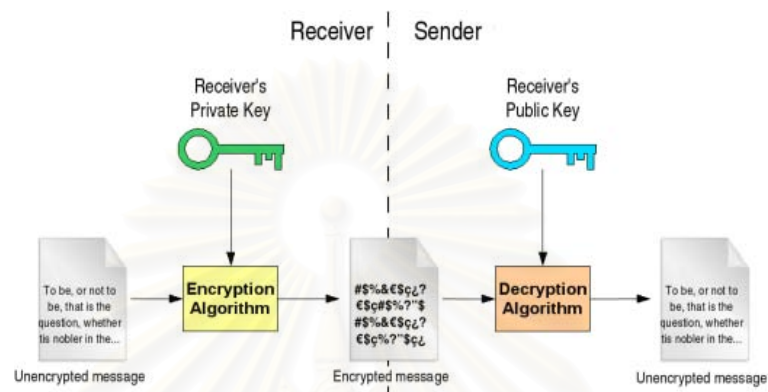 Receiver Sender
Receiver's
Private Key
Receiver's
Public Key
To be, or not to
be, that is the
question, whether
tis nobler in the...
Encryption
Algorithm
#$%&€$ç¿?
€$ç#$%?"$
#$%&€$ç¿?
€$ç%?"$ç¿
Decryption
Algorithm
To be, or not to
be, that is the
question, whether
tis nobler in the...
Unencrypted message
Encrypted message
Unencrypted message